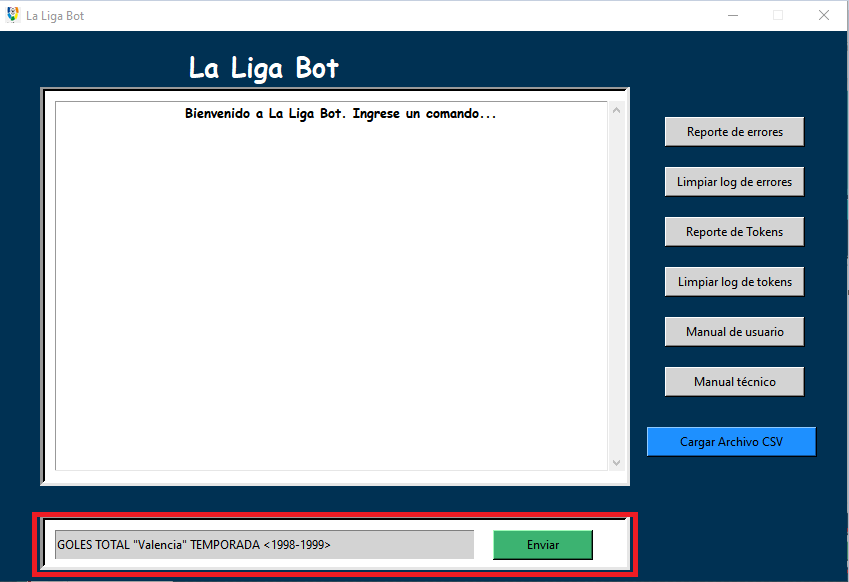 La Liga Bot
La Liga Bot
Bienvenido a La Liga Bot. Ingrese un comando...
Reporte de errores
Limpiar log de errores
Reporte de Tokens
Limpiar log de tokens
Manual de usuario
Manual técnico
Cargar Archivo CSV
GOLES TOTAL "Valencia" TEMPORADA <1998-1999>
Enviar